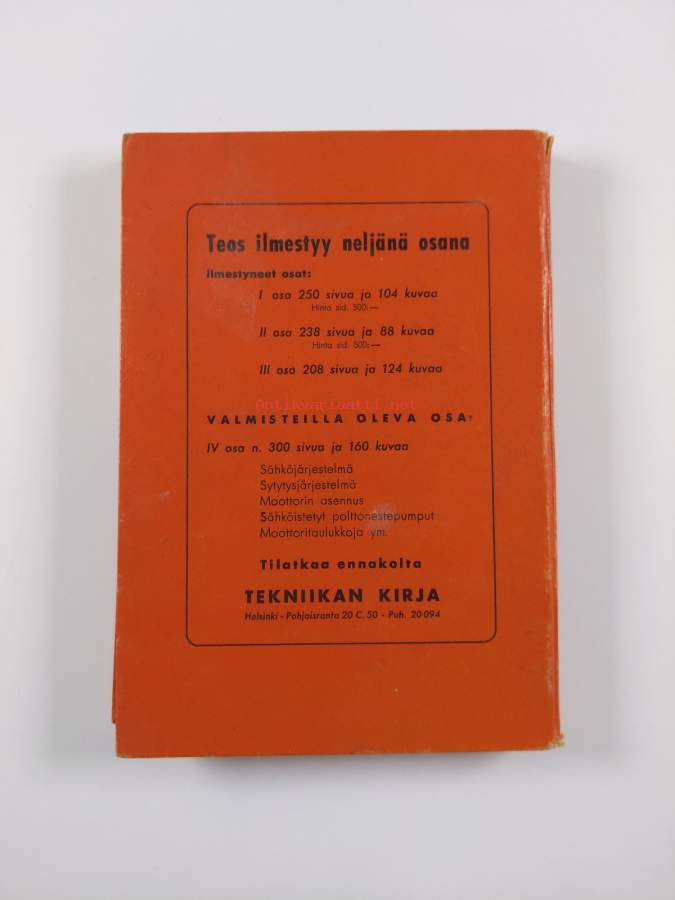 Teos ilmestyy neljänä osana
Ilmestyneet osat:
I osa 250 sivua ja 104 kuvaa
Hinta sid. 500:—
II osa 238 sivua ja 88 kuvaa
Hinta sid. 500:—
III osa 208 sivua ja 124 kuvaa
Antikvariaatti.net
VALMISTEILLA OLEVA OSA:
IV osa n. 300 sivua ja 160 kuvaa
Sähköjärjestelmä
Sytytysjärjestelmä
Moottorin asennus
Sähköistetyt polttonestepumput
Moottoritaulukkoja ym.
Tilatkaa ennakolta
TEKNIIKAN KIRJA
Helsinki - Pohjoisranta 20 C. 50 - Puh. 20 094